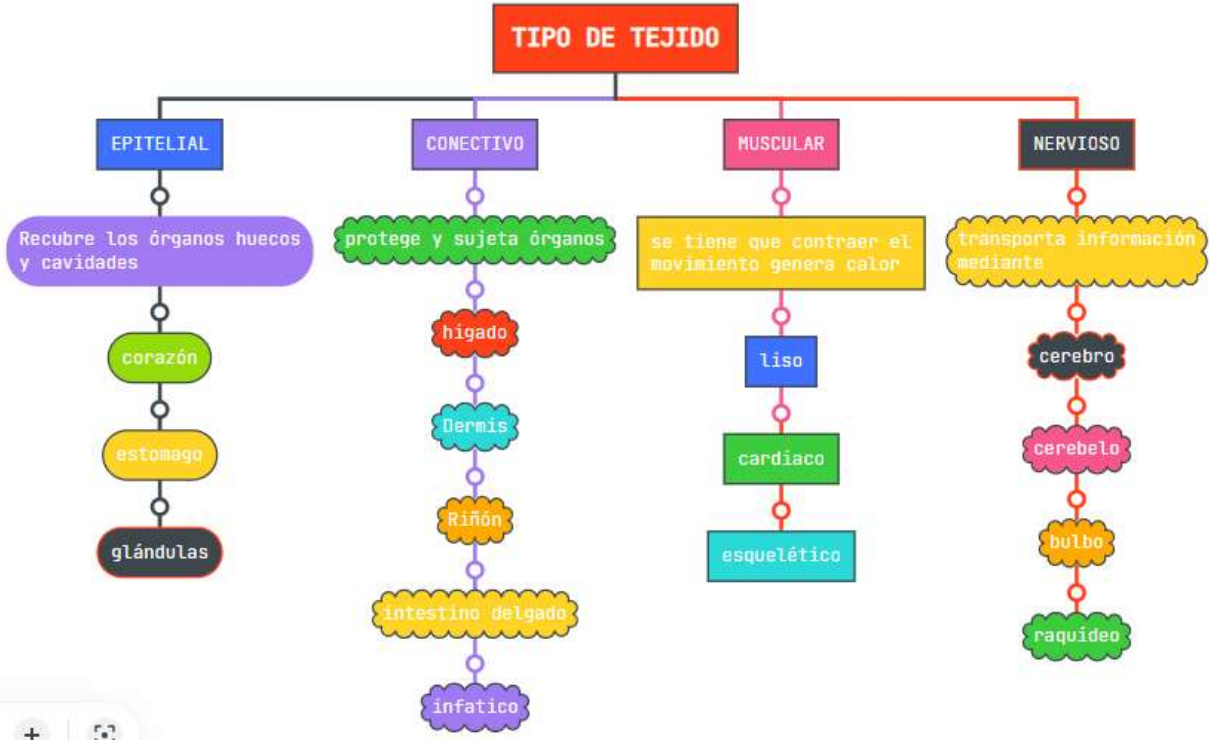 TIPO DE TEJIDO
EPITELIAL
Recubre los órganos huecos
y cavidades
corazón
estomago
glándulas
CONECTIVO
protege y sujeta órganos
higado
Dermis
Riñón
intestino delgado
infatico
MUSCULAR
se tiene que contraer el
movimiento genera calor
liso
cardiaco
esquelético
NERVIOSO
transporta información
mediante
cerebro
cerebelo
bulbo
raquideo